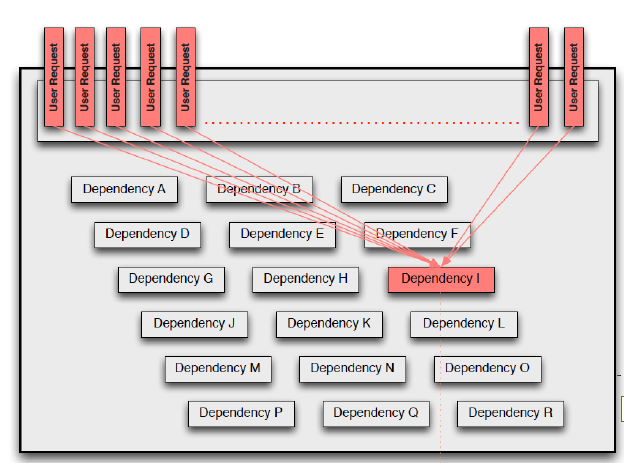 User Request
User Request
User Request
User Request
User Request
User Request
User Request
Dependency A
Dependency B
Dependency C
Dependency D
Dependency E
Dependency F
Dependency G
Dependency H
Dependency I
Dependency J
Dependency K
Dependency L
Dependency M
Dependency N
Dependency O
Dependency P
Dependency Q
Dependency R